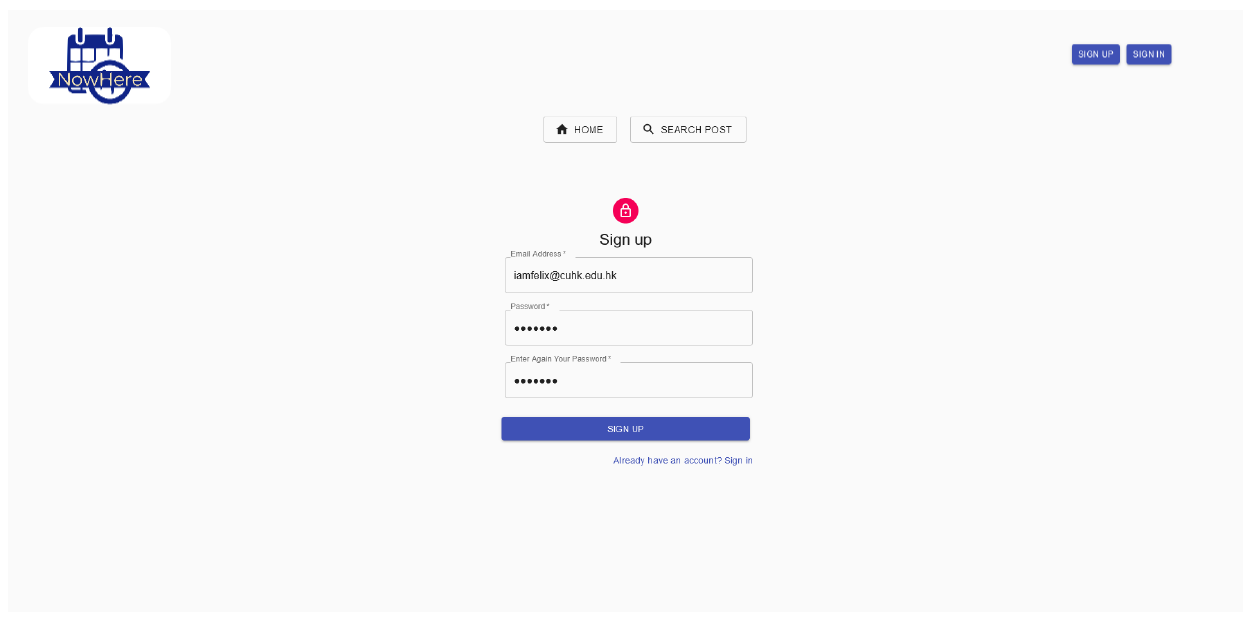 NowHere
SIGN UP
SIGN IN
HOME
SEARCH POST
Sign up
Email Address *
iamfelix@cuhk.edu.hk
Password *
•••••••
Enter Again Your Password *
•••••••
SIGN UP
Already have an account? Sign in